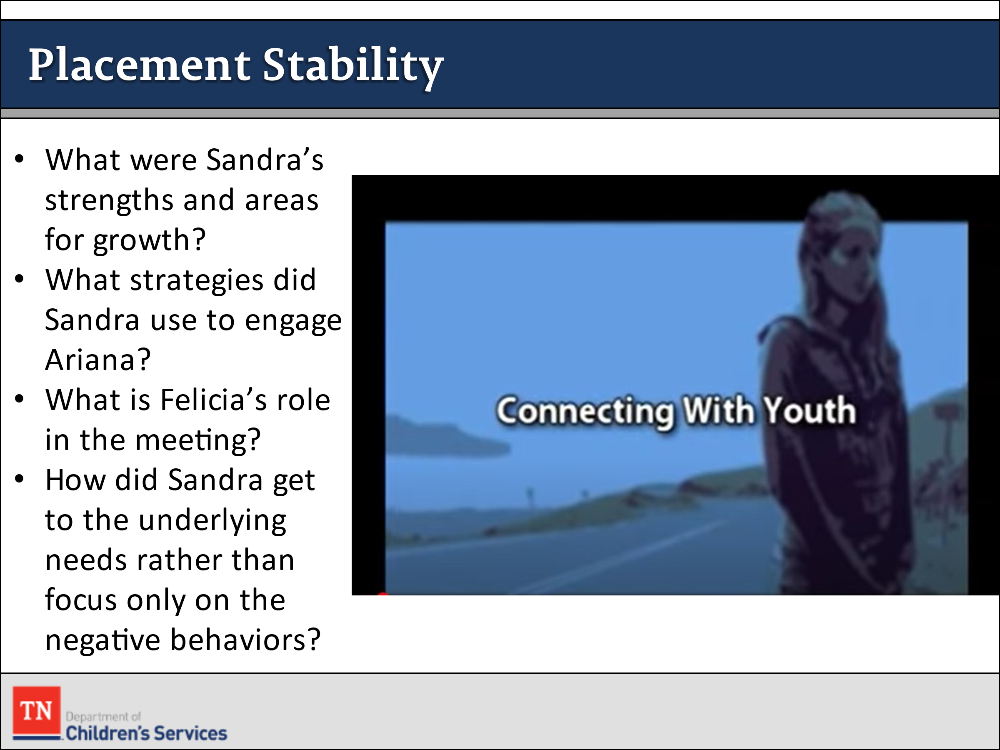 Placement Stability
• What were Sandra’s
strengths and areas
for growth?
• What strategies did
Sandra use to engage
Ariana?
• What is Felicia’s role
in the meeting?
• How did Sandra get
to the underlying
needs rather than
focus only on the
negative behaviors?
Connecting With Youth
TN
Department of
Children’s Services